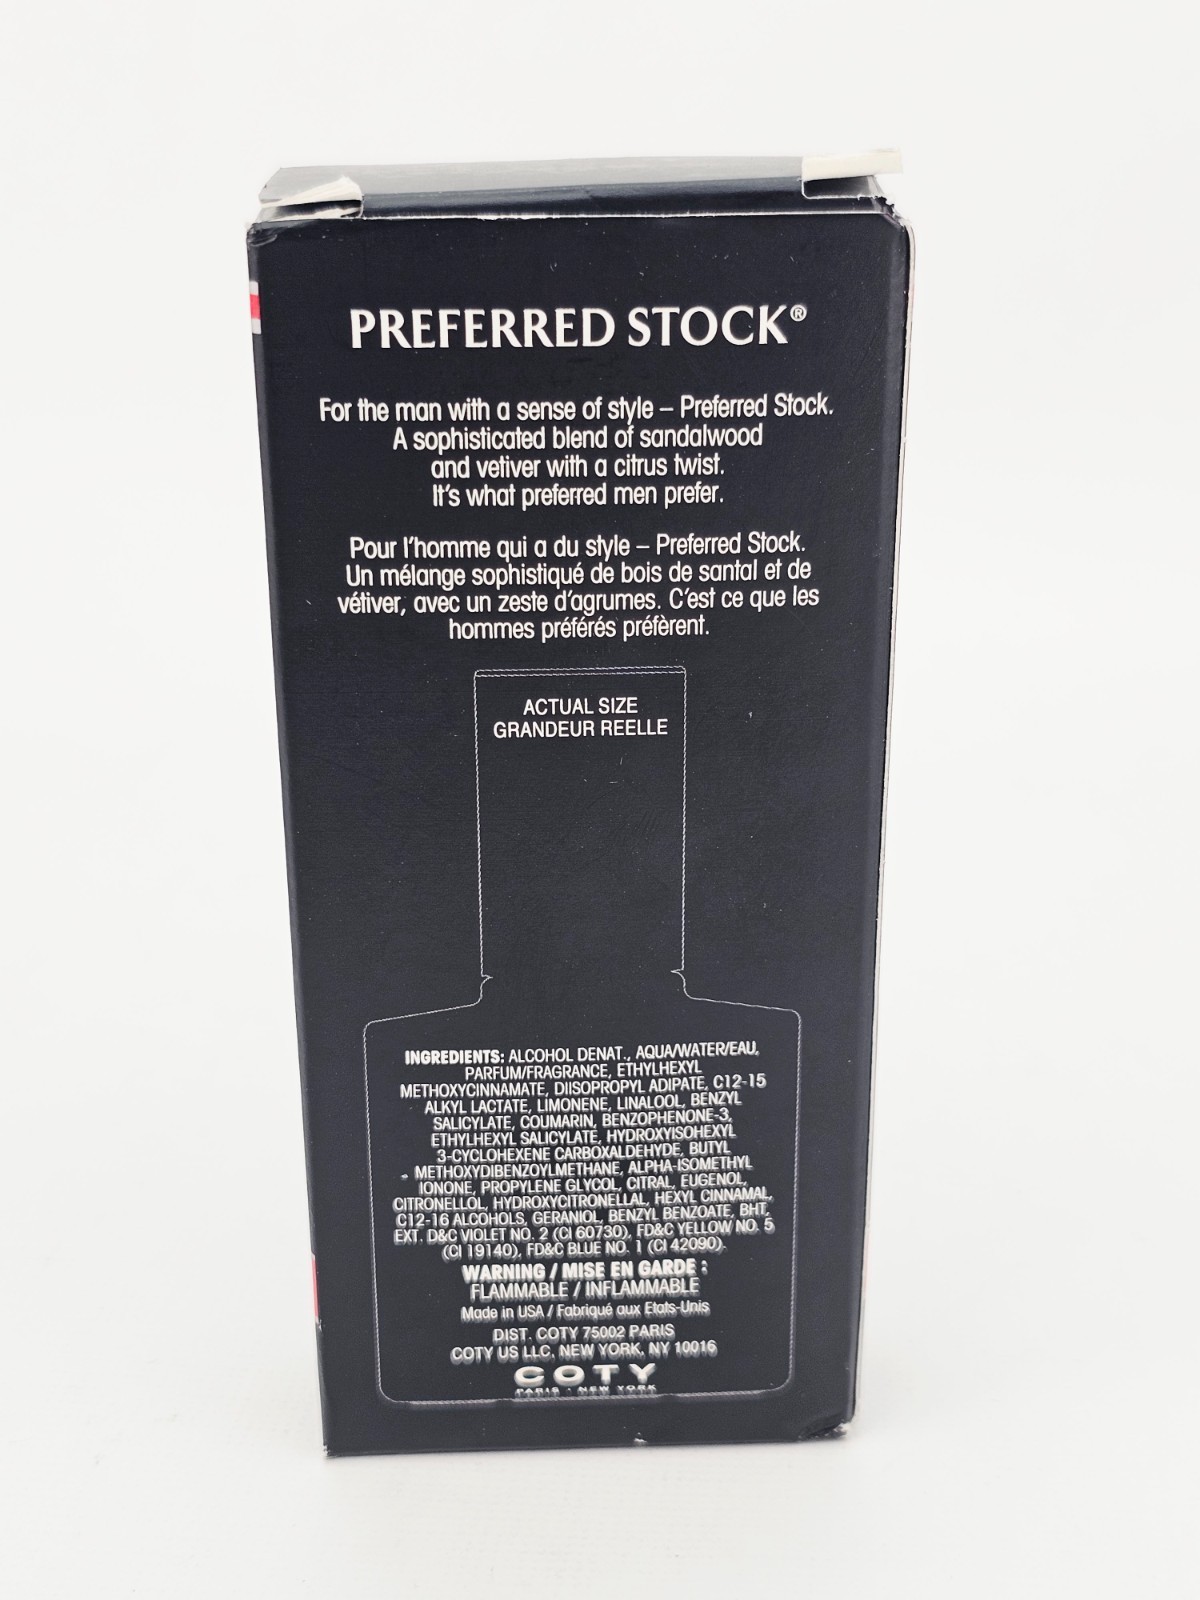 PREFERRED STOCK®
For the man with a sense of style – Preferred Stock.
A sophisticated blend of sandalwood
and vetiver with a citrus twist.
It's what preferred men prefer.
Pour l'homme qui a du style – Preferred Stock.
Un mélange sophistiqué de bois de santal et de
vétiver, avec un zeste d'agrumes. C'est ce que les
hommes préférés préfèrent.
ACTUAL SIZE
GRANDEUR REELLE
INGREDIENTS: ALCOHOL DENAT., AQUA/WATER/EAU,
PARFUM/FRAGRANCE, ETHYLHEXYL
METHOXYCINNAMATE, DIISOPROPYL ADIPATE, C12-15
ALKYL LACTATE, LIMONENE, LINALOOL, BENZYL
SALICYLATE, COUMARIN, BENZOPHENONE-3,
ETHYLHEXYL SALICYLATE, HYDROXYISOHEXYL
3-CYCLOHEXENE CARBOXALDEHYDE, BUTYL
METHOXYDIBENZOYLMETHANE, ALPHA-ISOMETHYL
IONONE, PROPYLENE GLYCOL, CITRAL, EUGENOL,
CITRONELLOL, HYDROXYCITRONELLAL, HEXYL CINNAMAL,
C12-16 ALCOHOLS, GERANIOL, BENZYL BENZOATE, BHT,
EXT. D&C VIOLET NO. 2 (CI 60730), FD&C YELLOW NO. 5
(CI 19140), FD&C BLUE NO. 1 (CI 42090).
WARNING / MISE EN GARDE :
FLAMMABLE / INFLAMMABLE
Made in USA / Fabriqué aux Etats-Unis
DIST. COTY 75002 PARIS
COTY US LLC, NEW YORK, NY 10016
COTY
PARIS · NEW YORK